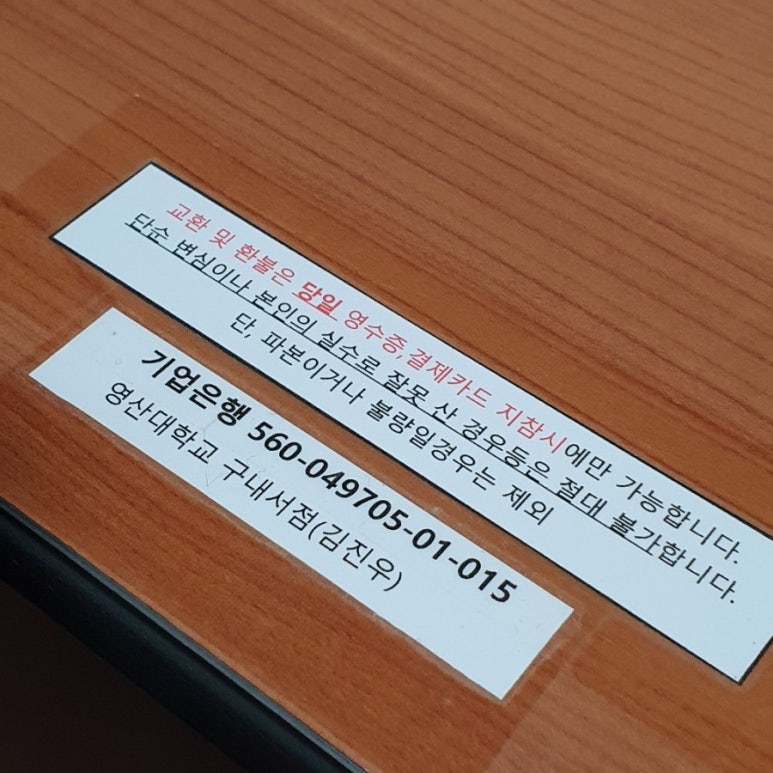 교환 및 환불은 당일 영수증,결제카드 지참시에만 가능합니다.
단순 변심이나 본인의 실수로 잘못 산 경우등은 절대 불가합니다.
단, 파본이거나 불량일경우는 제외
기업은행 560-049705-01-015
영산대학교 구내서점(김진우)